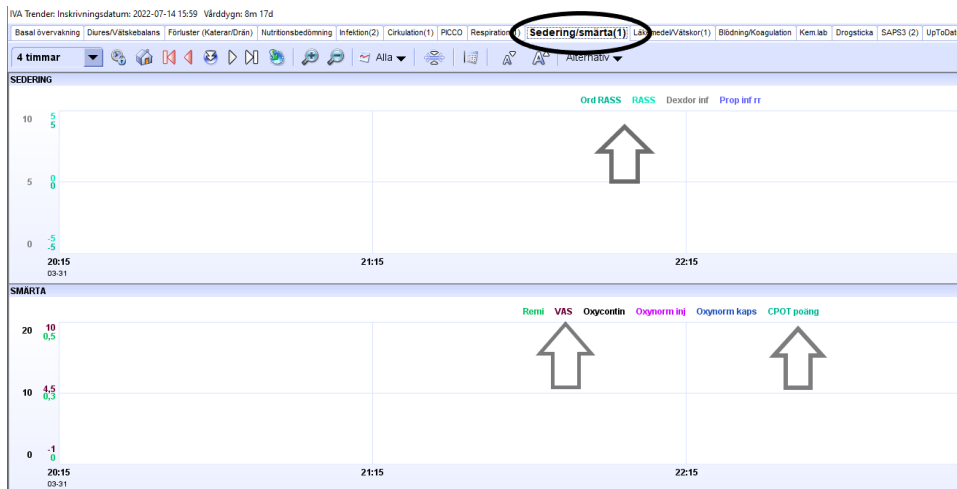 IVA Trender: Inskrivningsdatum: 2022-07-14 15:59 Vårddygn: 8m 17d
Basal övervakning Diures/Vätskebalans Förluster (Katerar/Drän) Nutritionsbedömning Infektion(2) Cirkulation(1) PICCO Respiration(1) Sedering/smärta(1) Läkemedel/Vätskor(1) Blödning/Koagulation Kem.lab Drogsticka SAPS3 (2) UpToDat
4 timmar Alla A A Alternativ
SEDERING
Ord RASS RASS Dexdor inf Prop inf rr
10 5
5
5 0
0
0 -5
-5
20:15 21:15 22:15
03-31
SMÄRTA
Remi VAS Oxycontin Oxynorm inj Oxynorm kaps CPOT poäng
20 10
0,5
10 4,5
0,3
0 -1
0
20:15 21:15 22:15
03-31